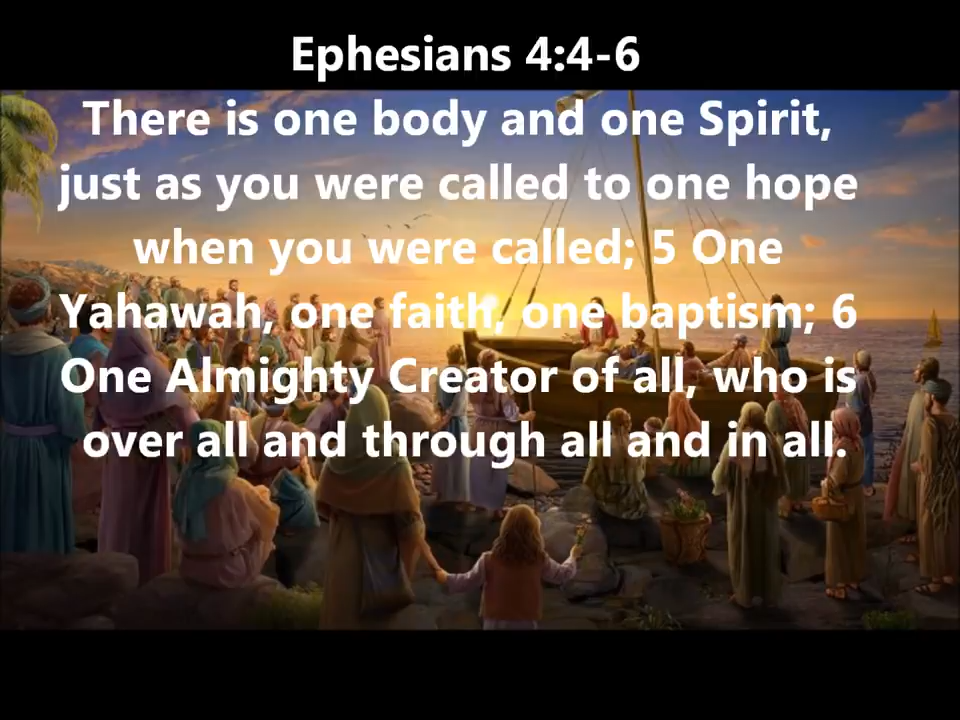 Ephesians 4:4-6
There is one body and one Spirit,
just as you were called to one hope
when you were called; 5 One
Yahawah, one faith, one baptism; 6
One Almighty Creator of all, who is
over all and through all and in all.